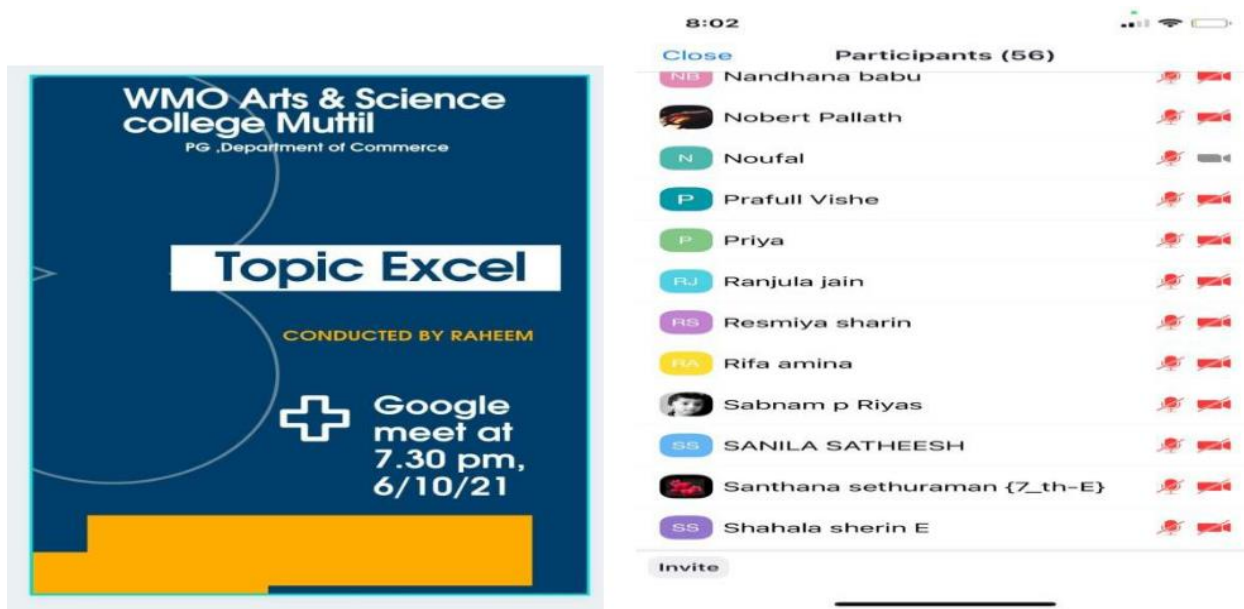 WMO Arts & Science
college Muttil
PG ,Department of Commerce
Topic Excel
CONDUCTED BY RAHEEM
Google
meet at
7.30 pm,
6/10/21
8:02
Close Participants (56)
NB Nandhana babu
Nobert Pallath
N Noufal
P Prafull Vishe
P Priya
RJ Ranjula jain
RS Resmiya sharin
RA Rifa amina
Sabnam p Riyas
SS SANILA SATHEESH
Santhana sethuraman {7_th-E}
SS Shahala sherin E
Invite